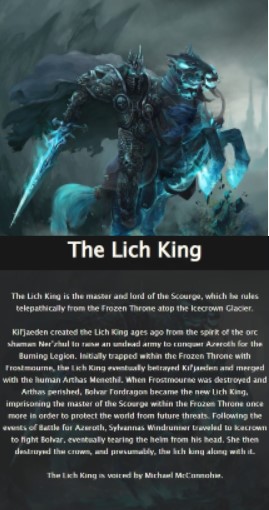 The Lich King
The Lich King is the master and lord of the Scourge, which he rules
telepathically from the Frozen Throne atop the Icecrown Glacier.
Kil'jaeden created the Lich King ages ago from the spirit of the orc
shaman Ner'zhul to raise an undead army to conquer Azeroth for the
Burning Legion. Initially trapped within the Frozen Throne with
Frostmourne, the Lich King eventually betrayed Kil'jaeden and merged
with the human Arthas Menethil. When Frostmourne was destroyed and
Arthas perished, Bolvar Fordragon became the new Lich King,
imprisoning the master of the Scourge within the Frozen Throne once
more in order to protect the world from future threats. Following the
events of Battle for Azeroth, Sylvannas Windrunner traveled to Icecrown
to fight Bolvar, eventually tearing the helm from his head. She then
destroyed the crown, and presumably, the lich king along with it.
The Lich King is voiced by Michael McConnohie.